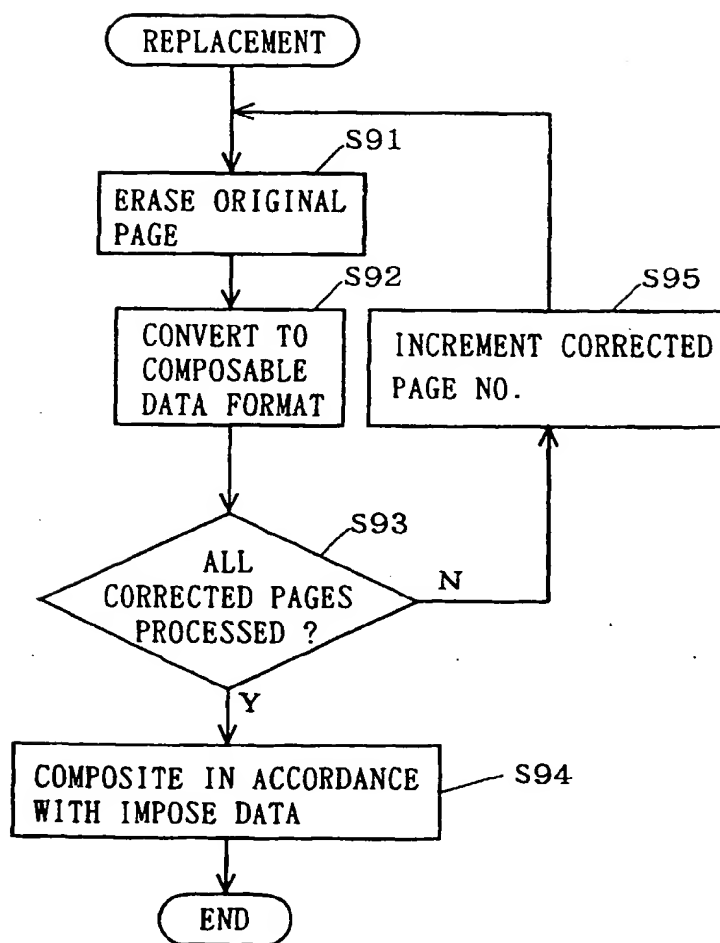 REPLACEMENT
S91
ERASE ORIGINAL
PAGE
S92
CONVERT TO
COMPOSABLE
DATA FORMAT
S95
INCREMENT CORRECTED
PAGE NO.
S93
ALL
CORRECTED PAGES
PROCESSED ?
N
Y
COMPOSITE IN ACCORDANCE
WITH IMPOSE DATA
S94
END